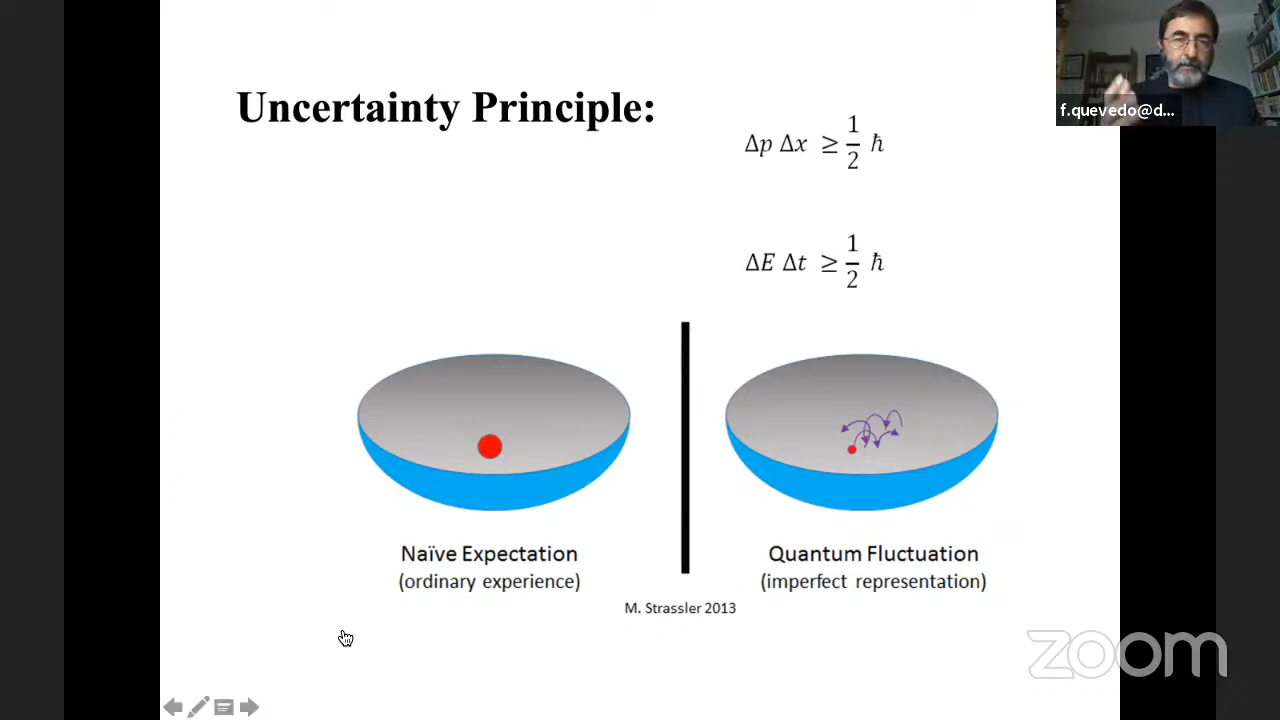 Uncertainty Principle:
Δp Δx ≥ 1/2 ħ
ΔE Δt ≥ 1/2 ħ
f.quevedo@d...
Naïve Expectation
(ordinary experience)
Quantum Fluctuation
(imperfect representation)
M. Strassler 2013
zoom